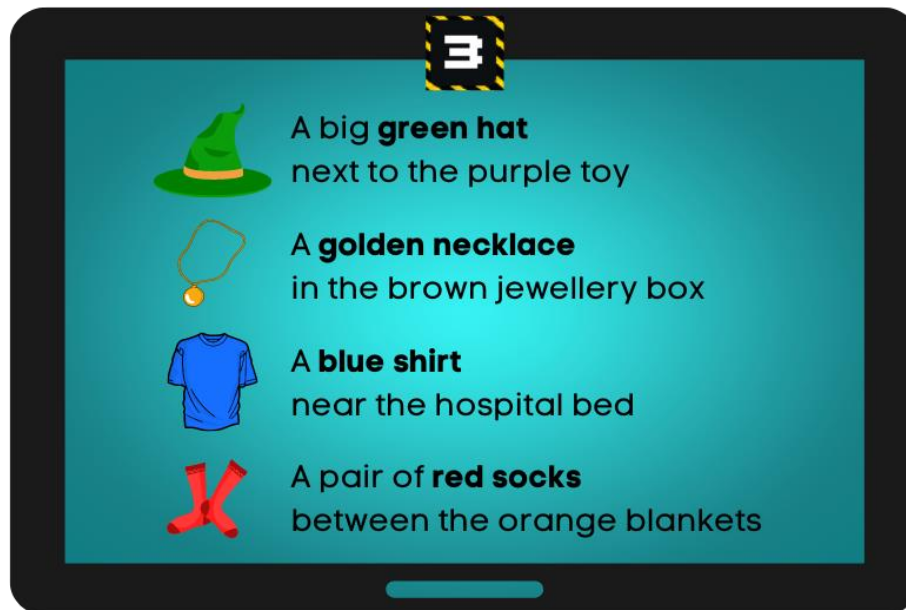 3
A big green hat
next to the purple toy
A golden necklace
in the brown jewellery box
A blue shirt
near the hospital bed
A pair of red socks
between the orange blankets